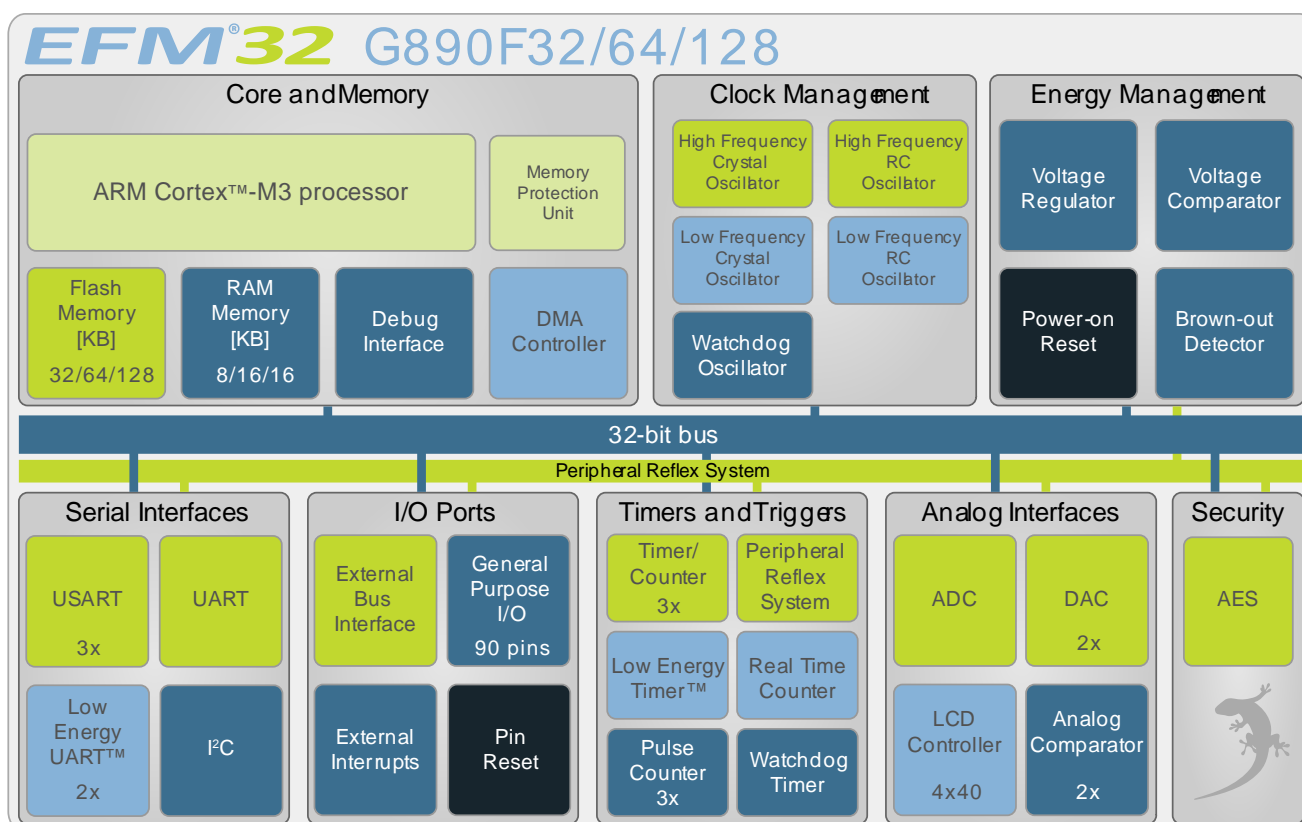 EFM®32 G890F32/64/128
Core and Memory
ARM Cortex™-M3 processor
Memory
Protection
Unit
Flash
Memory
[KB]
32/64/128
RAM
Memory
[KB]
8/16/16
Debug
Interface
DMA
Controller
Clock Management
High Frequency
Crystal
Oscillator
High Frequency
RC
Oscillator
Low Frequency
Crystal
Oscillator
Low Frequency
RC
Oscillator
Watchdog
Oscillator
Energy Management
Voltage
Regulator
Voltage
Comparator
Power-on
Reset
Brown-out
Detector
32-bit bus
Peripheral Reflex System
Serial Interfaces
USART
3x
UART
Low
Energy
UART™
2x
I²C
I/O Ports
External
Bus
Interface
General
Purpose
I/O
90 pins
External
Interrupts
Pin
Reset
Timers and Triggers
Timer/
Counter
3x
Peripheral
Reflex
System
Low Energy
Timer™
Real Time
Counter
Pulse
Counter
3x
Watchdog
Timer
Analog Interfaces
ADC
DAC
2x
LCD
Controller
4x40
Analog
Comparator
2x
Security
AES